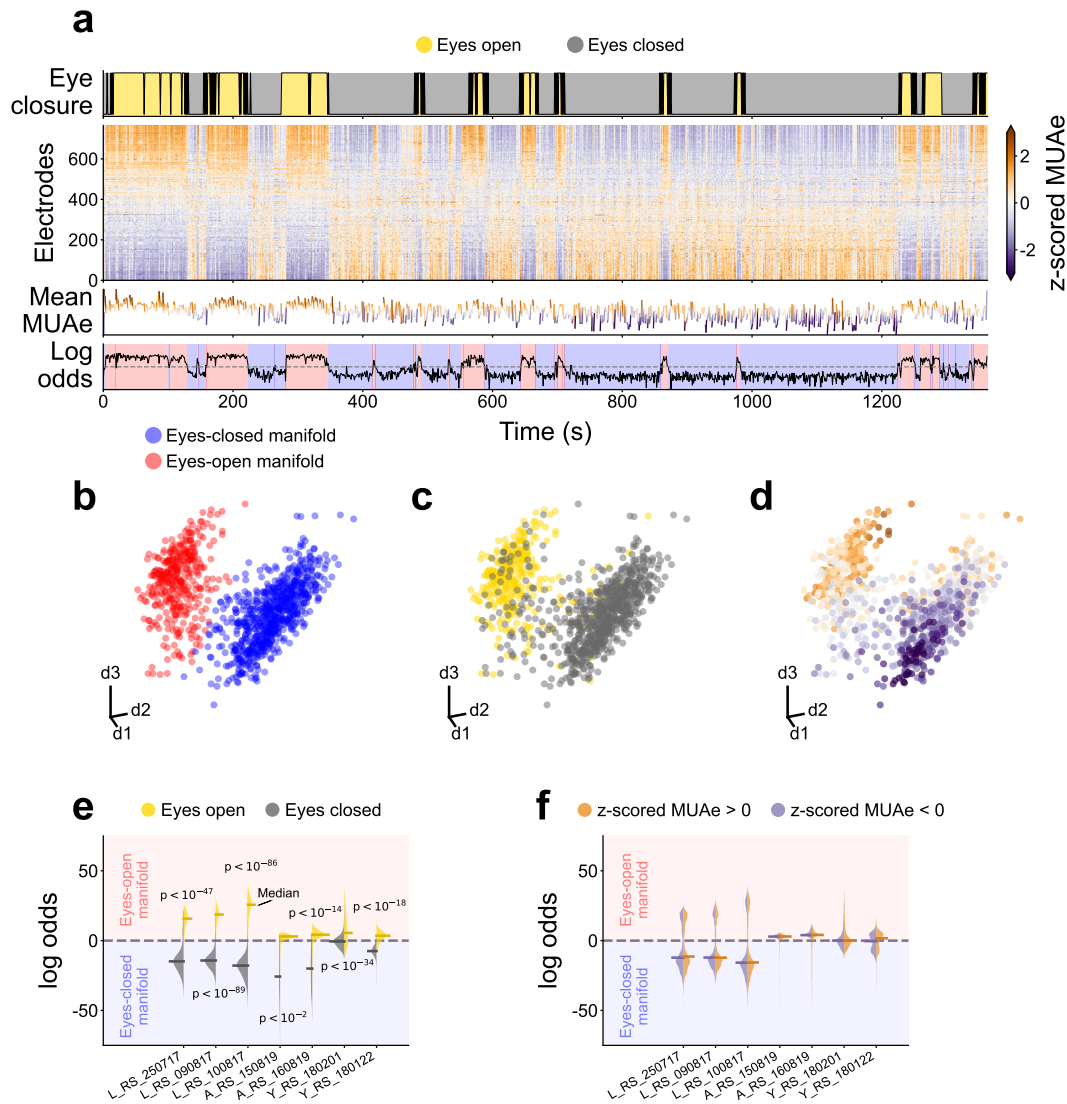 a
Eyes open
Eyes closed
Eye
closure
Electrodes
600
400
200
0
2
0
-2
z-scored MUAe
Mean
MUAe
Log
odds
0
200
400
600
800
1000
1200
Time (s)
Eyes-closed manifold
Eyes-open manifold
b
c
d
d3
d2
d1
d3
d2
d1
d3
d2
d1
e
Eyes open
Eyes closed
log odds
50
0
-50
Eyes-open
manifold
Eyes-closed
manifold
p < 10⁻⁸⁶
p < 10⁻⁴⁷
Median
p < 10⁻¹⁴
p < 10⁻¹⁸
p < 10⁻³⁴
p < 10⁻⁸⁹
p < 10⁻²
L_RS_250717
L_RS_090817
L_RS_100817
A_RS_150819
A_RS_160819
Y_RS_180201
Y_RS_180122
f
z-scored MUAe > 0
z-scored MUAe < 0
log odds
50
0
-50
Eyes-open
manifold
Eyes-closed
manifold
L_RS_250717
L_RS_090817
L_RS_100817
A_RS_150819
A_RS_160819
Y_RS_180201
Y_RS_180122